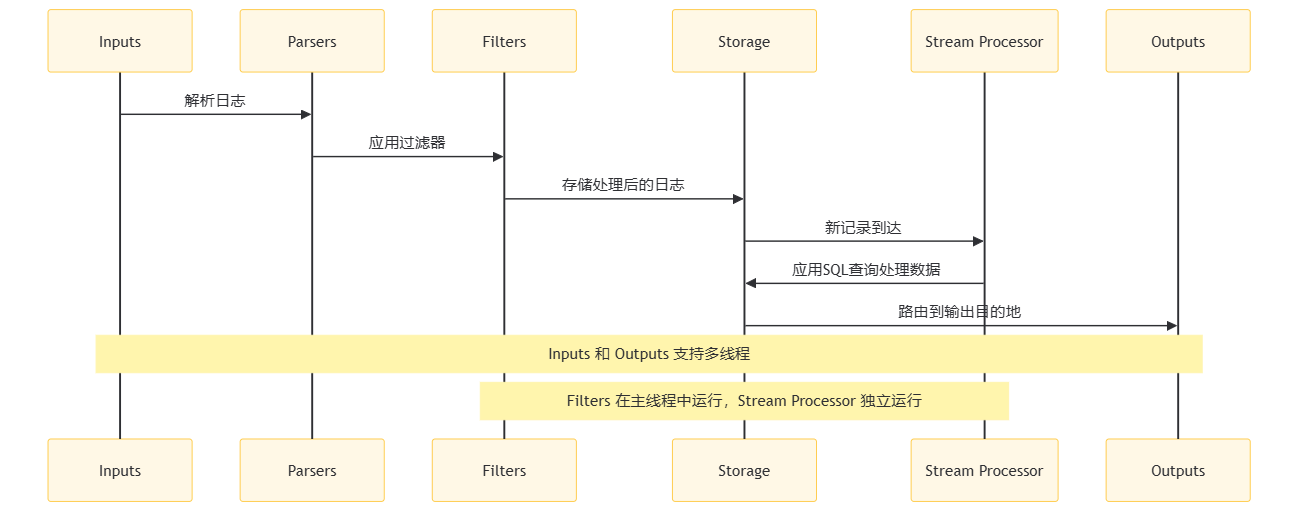 Inputs
Parsers
Filters
Storage
Stream Processor
Outputs
解析日志
应用过滤器
存储处理后的日志
新记录到达
应用SQL查询处理数据
路由到输出目的地
Inputs 和 Outputs 支持多线程
Filters 在主线程中运行，Stream Processor 独立运行
Inputs
Parsers
Filters
Storage
Stream Processor
Outputs